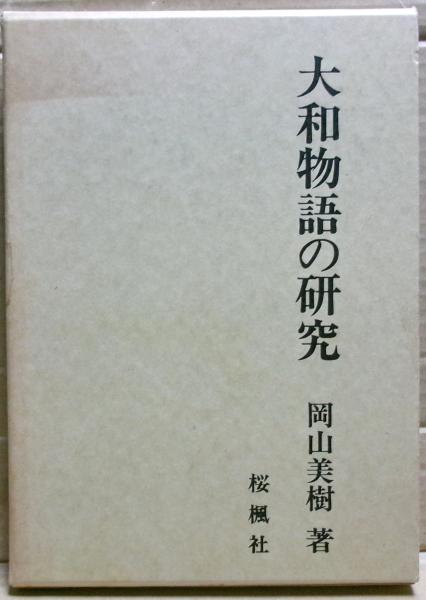 大和物語の研究
岡山美樹 著
桜楓社